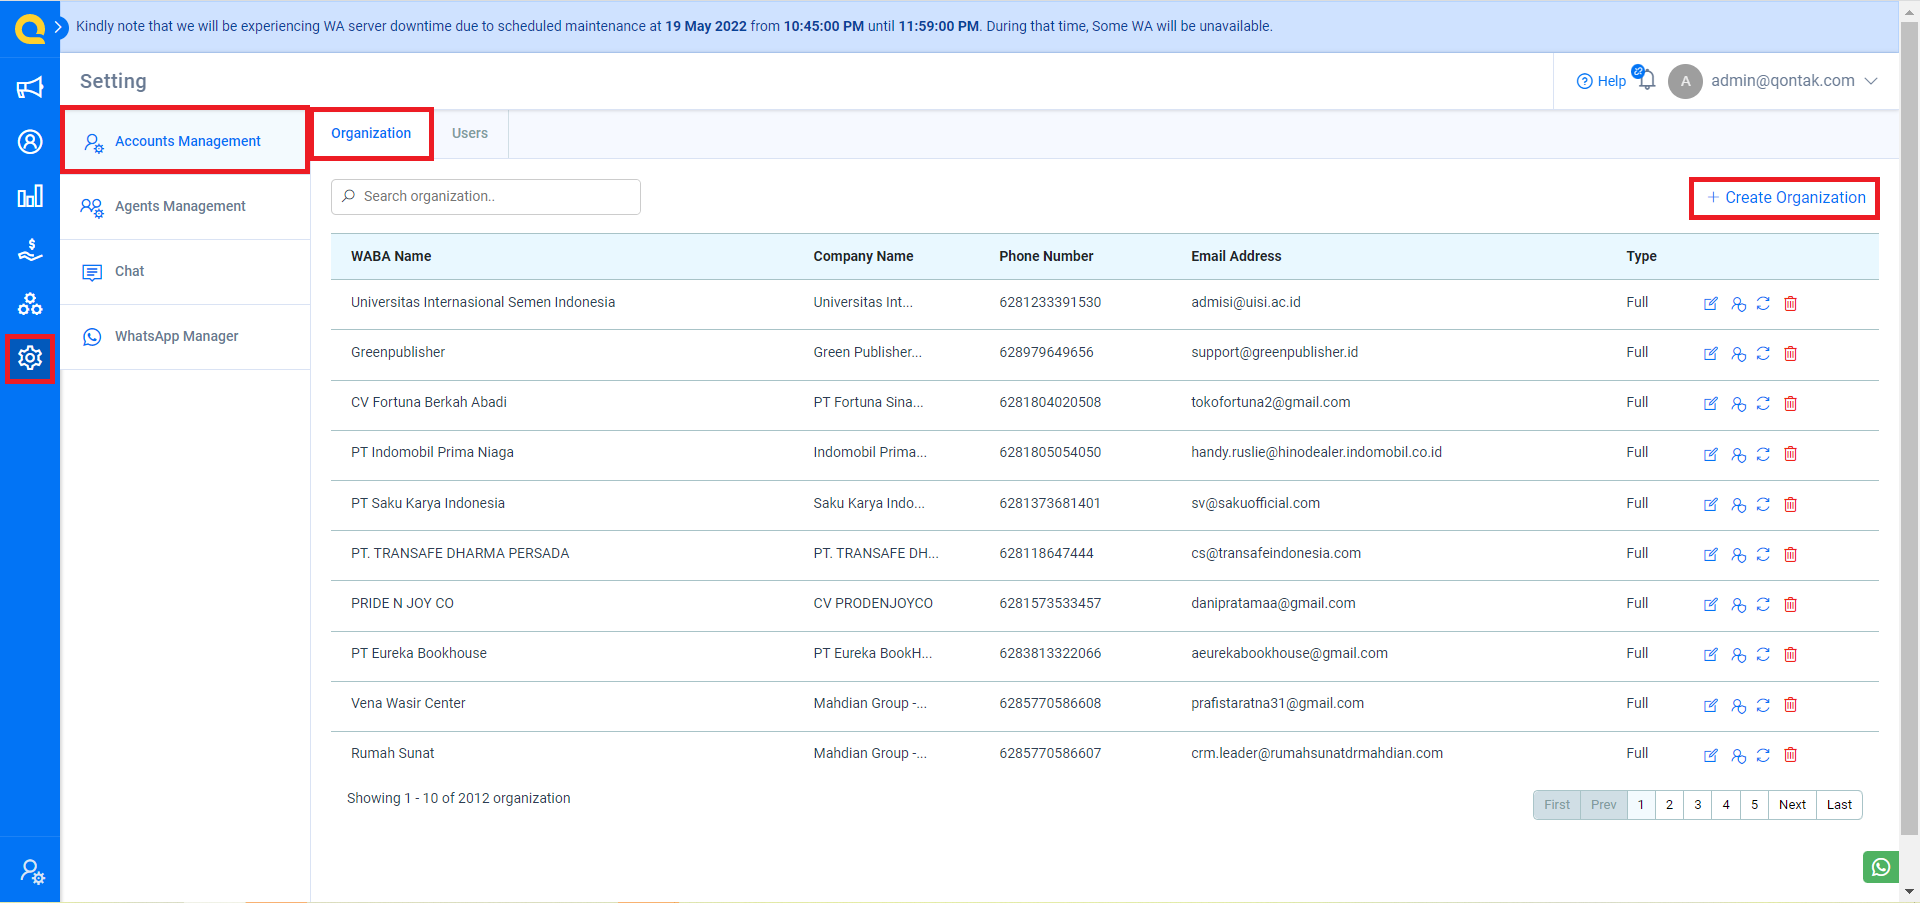 Kindly note that we will be experiencing WA server downtime due to scheduled maintenance at 19 May 2022 from 10:45:00 PM until 11:59:00 PM. During that time, Some WA will be unavailable.
Setting
Help
A
admin@qontak.com
Accounts Management
Agents Management
Chat
WhatsApp Manager
Organization Users
Search organization..
+ Create Organization
WABA Name Company Name Phone Number Email Address Type
Universitas Internasional Semen Indonesia Universitas Int... 6281233391530 admisi@uisi.ac.id Full
Greenpublisher Green Publisher... 628979649656 support@greenpublisher.id Full
CV Fortuna Berkah Abadi PT Fortuna Sina... 6281804020508 tokofortuna2@gmail.com Full
PT Indomobil Prima Niaga Indomobil Prima... 6281805054050 handy.ruslie@hinodealer.indomobil.co.id Full
PT Saku Karya Indonesia Saku Karya Indo... 6281373681401 sv@sakuofficial.com Full
PT. TRANSAFE DHARMA PERSADA PT. TRANSAFE DH... 628118647444 cs@transafeindonesia.com Full
PRIDE N JOY CO CV PRODENJOYCO 6281573533457 danipratamaa@gmail.com Full
PT Eureka Bookhouse PT Eureka BookH... 6283813322066 aeurekabookhouse@gmail.com Full
Vena Wasir Center Mahdian Group -... 6285770586608 prafistaratna31@gmail.com Full
Rumah Sunat Mahdian Group -... 6285770586607 crm.leader@rumahsunatdrmahdian.com Full
Showing 1 - 10 of 2012 organization
First Prev 1 2 3 4 5 Next Last